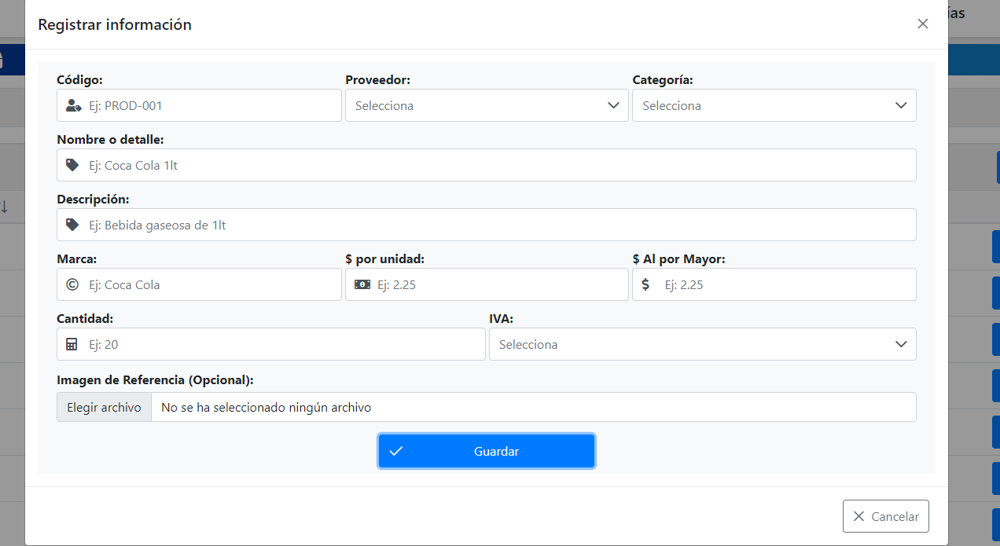 Registrar información
ías
Código: Proveedor: Categoría:
Ej: PROD-001 Selecciona Selecciona
Nombre o detalle:
Ej: Coca Cola 1lt
Descripción:
Ej: Bebida gaseosa de 1lt
Marca: $ por unidad: $ Al por Mayor:
Ej: Coca Cola Ej: 2.25 $ Ej: 2.25
Cantidad: IVA:
Ej: 20 Selecciona
Imagen de Referencia (Opcional):
Elegir archivo No se ha seleccionado ningún archivo
Guardar
Cancelar